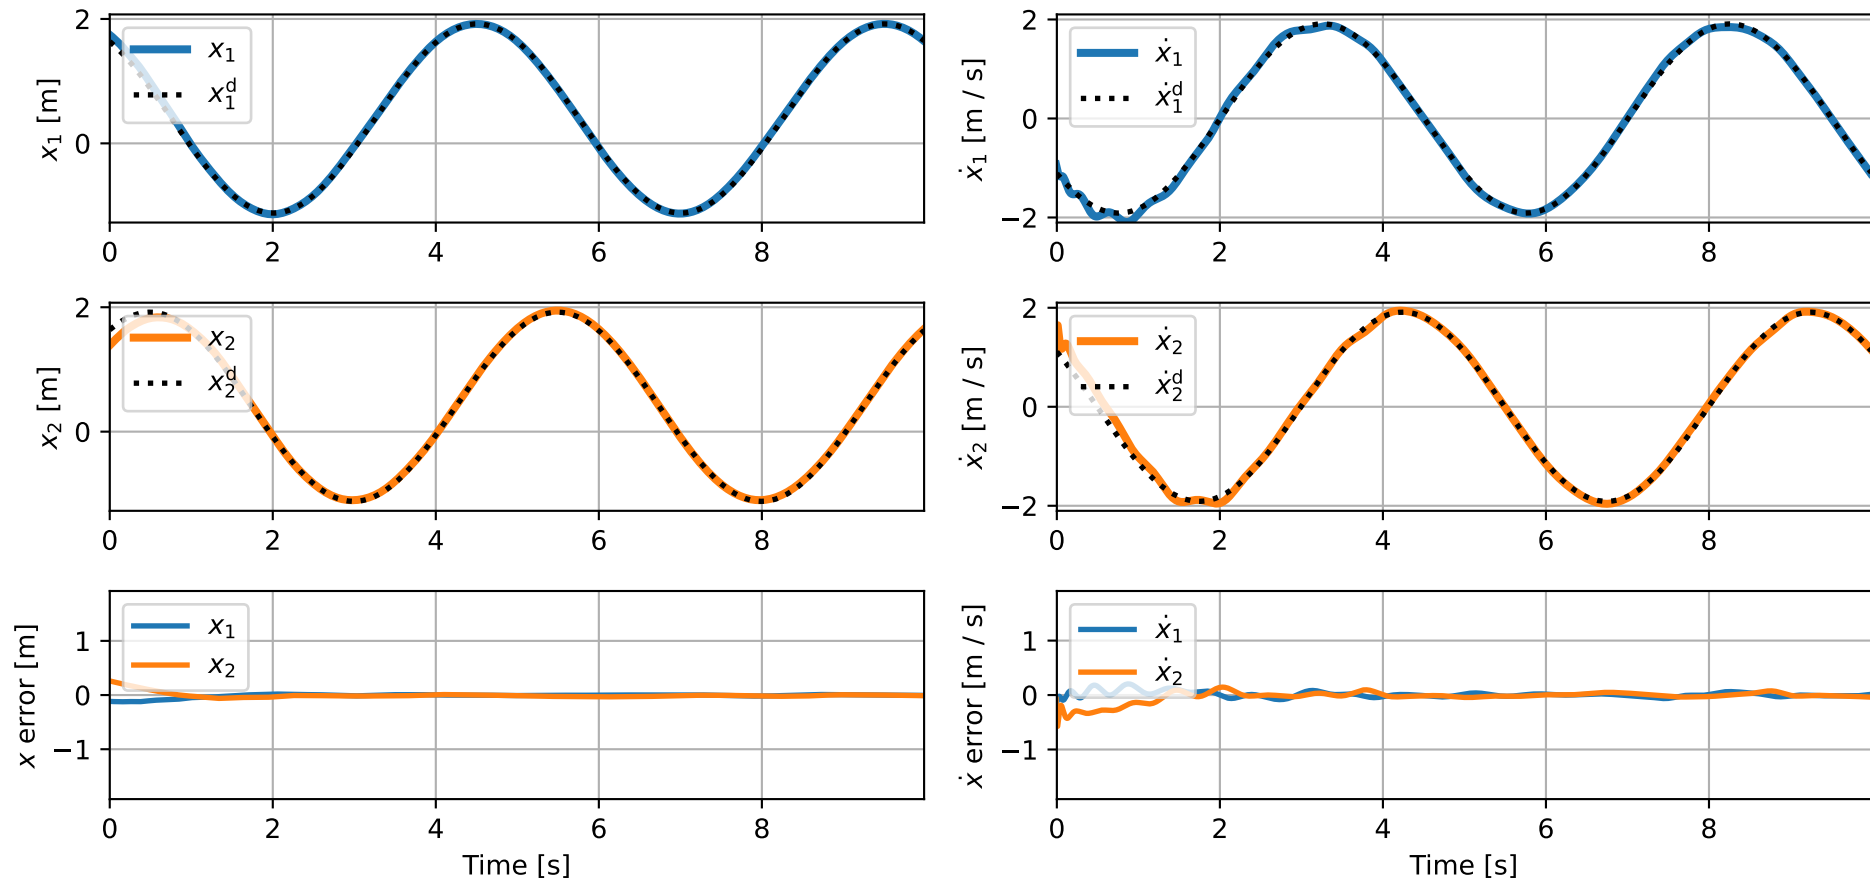 x₁ [m]
2
0
x₁
x₁ᵈ
0 2 4 6 8
ẋ₁ [m / s]
2
0
−2
ẋ₁
ẋ₁ᵈ
0 2 4 6 8
x₂ [m]
2
0
x₂
x₂ᵈ
0 2 4 6 8
ẋ₂ [m / s]
2
0
−2
ẋ₂
ẋ₂ᵈ
0 2 4 6 8
x error [m]
1
0
−1
x₁
x₂
0 2 4 6 8
Time [s]
ẋ error [m / s]
1
0
−1
ẋ₁
ẋ₂
0 2 4 6 8
Time [s]